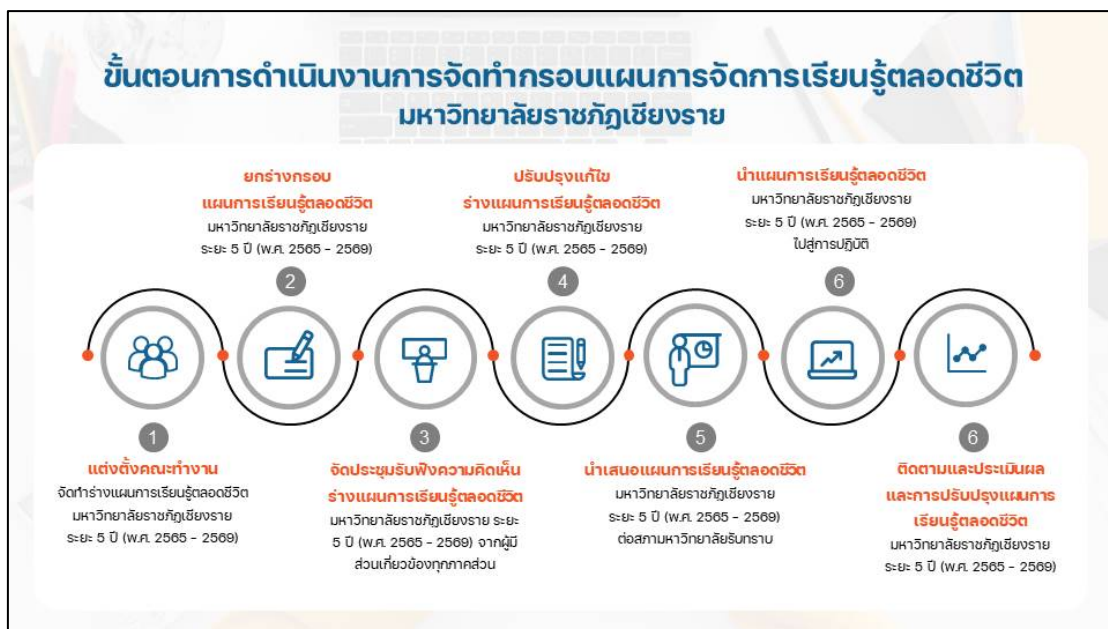 ขั้นตอนการดำเนินงานการจัดทำกรอบแผนการจัดการเรียนรู้ตลอดชีวิต
มหาวิทยาลัยราชภัฏเชียงราย
1
แต่งตั้งคณะทำงาน
จัดทำร่างแผนการเรียนรู้ตลอดชีวิต
มหาวิทยาลัยราชภัฏเชียงราย
ระยะ 5 ปี (พ.ศ. 2565 - 2569)
ยกร่างกรอบ
แผนการเรียนรู้ตลอดชีวิต
มหาวิทยาลัยราชภัฏเชียงราย
ระยะ 5 ปี (พ.ศ. 2565 - 2569)
2
3
จัดประชุมรับฟังความคิดเห็น
ร่างแผนการเรียนรู้ตลอดชีวิต
มหาวิทยาลัยราชภัฏเชียงราย ระยะ
5 ปี (พ.ศ. 2565 - 2569) จากผู้มี
ส่วนเกี่ยวข้องทุกภาคส่วน
ปรับปรุงแก้ไข
ร่างแผนการเรียนรู้ตลอดชีวิต
มหาวิทยาลัยราชภัฏเชียงราย
ระยะ 5 ปี (พ.ศ. 2565 - 2569)
4
5
นำเสนอแผนการเรียนรู้ตลอดชีวิต
มหาวิทยาลัยราชภัฏเชียงราย
ระยะ 5 ปี (พ.ศ. 2565 - 2569)
ต่อสภามหาวิทยาลัยรับทราบ
นำแผนการเรียนรู้ตลอดชีวิต
มหาวิทยาลัยราชภัฏเชียงราย
ระยะ 5 ปี (พ.ศ. 2565 - 2569)
ไปสู่การปฏิบัติ
6
6
ติดตามและประเมินผล
และการปรับปรุงแผนการ
เรียนรู้ตลอดชีวิต
มหาวิทยาลัยราชภัฏเชียงราย
ระยะ 5 ปี (พ.ศ. 2565 - 2569)